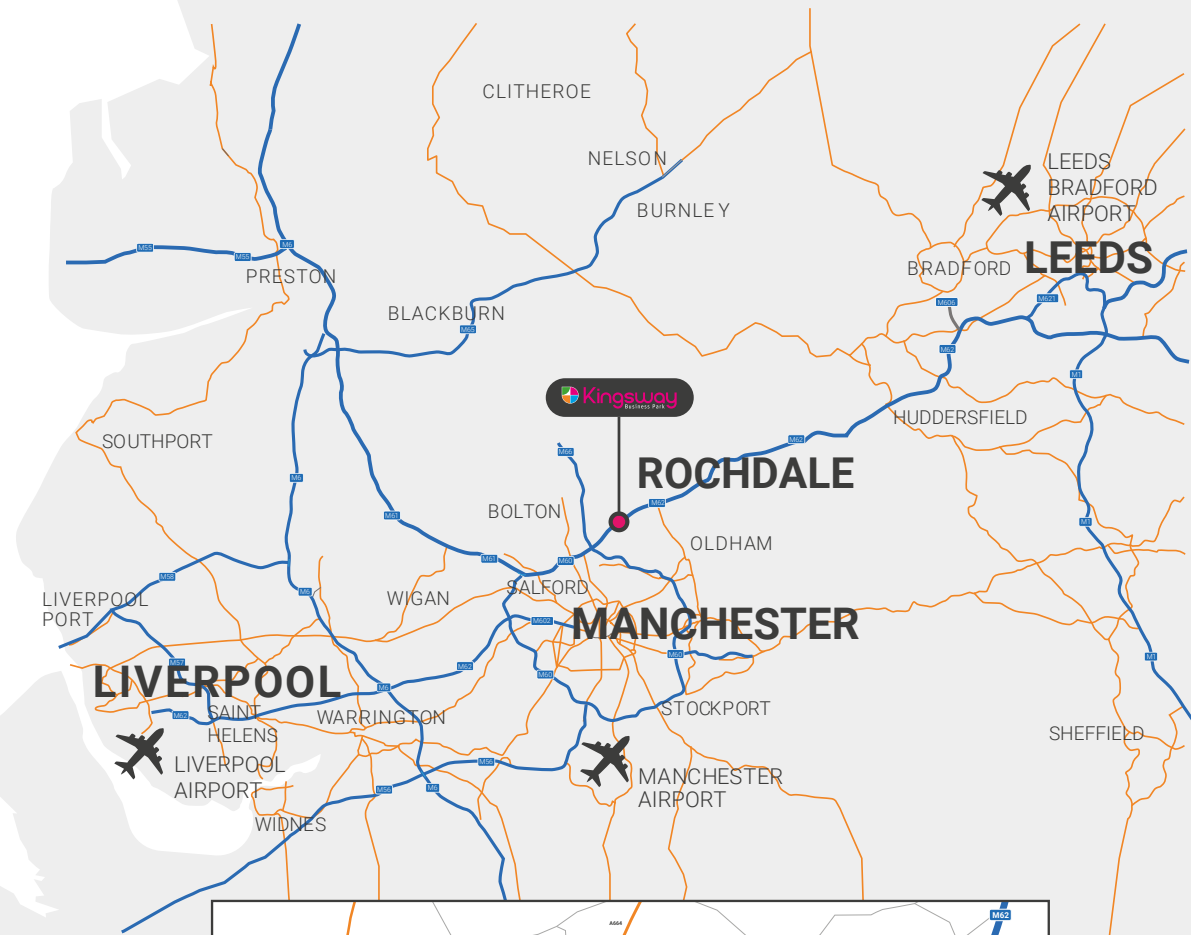 CLITHEROE
NELSON
LEEDS
BRADFORD
AIRPORT
BURNLEY
M6
M55
M55
LEEDS
BRADFORD
PRESTON
M621
M606
BLACKBURN
M65
M62
M1
Kingsway
Business Park
HUDDERSFIELD
SOUTHPORT
M62
M66
ROCHDALE
M6
M62
BOLTON
M61
M1
OLDHAM
M61
M60
M58
SALFORD
M6
WIGAN
LIVERPOOL
PORT
M602
MANCHESTER
M60
M1
M57
M62
LIVERPOOL
M60
M6
SAINT
HELENS
M62
WARRINGTON
STOCKPORT
SHEFFIELD
LIVERPOOL
AIRPORT
M56
MANCHESTER
AIRPORT
M56
M6
WIDNES
A664
M62